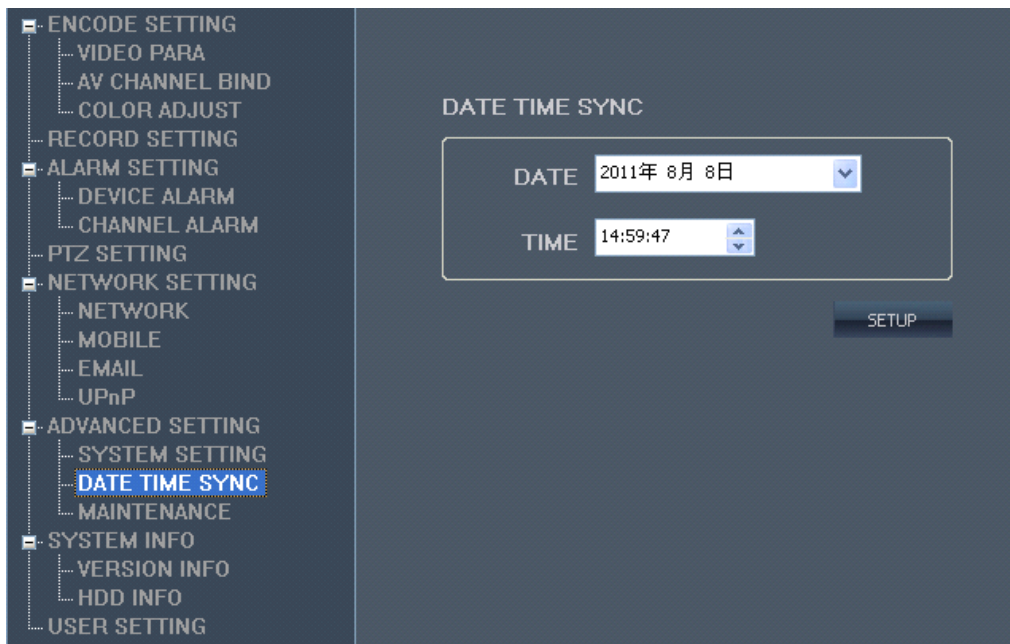 ENCODE SETTING
VIDEO PARA
AV CHANNEL BIND
COLOR ADJUST
RECORD SETTING
ALARM SETTING
DEVICE ALARM
CHANNEL ALARM
PTZ SETTING
NETWORK SETTING
NETWORK
MOBILE
EMAIL
UPnP
ADVANCED SETTING
SYSTEM SETTING
DATE TIME SYNC
MAINTENANCE
SYSTEM INFO
VERSION INFO
HDD INFO
USER SETTING
DATE TIME SYNC
DATE 2011年 8月 8日
TIME 14:59:47
SETUP